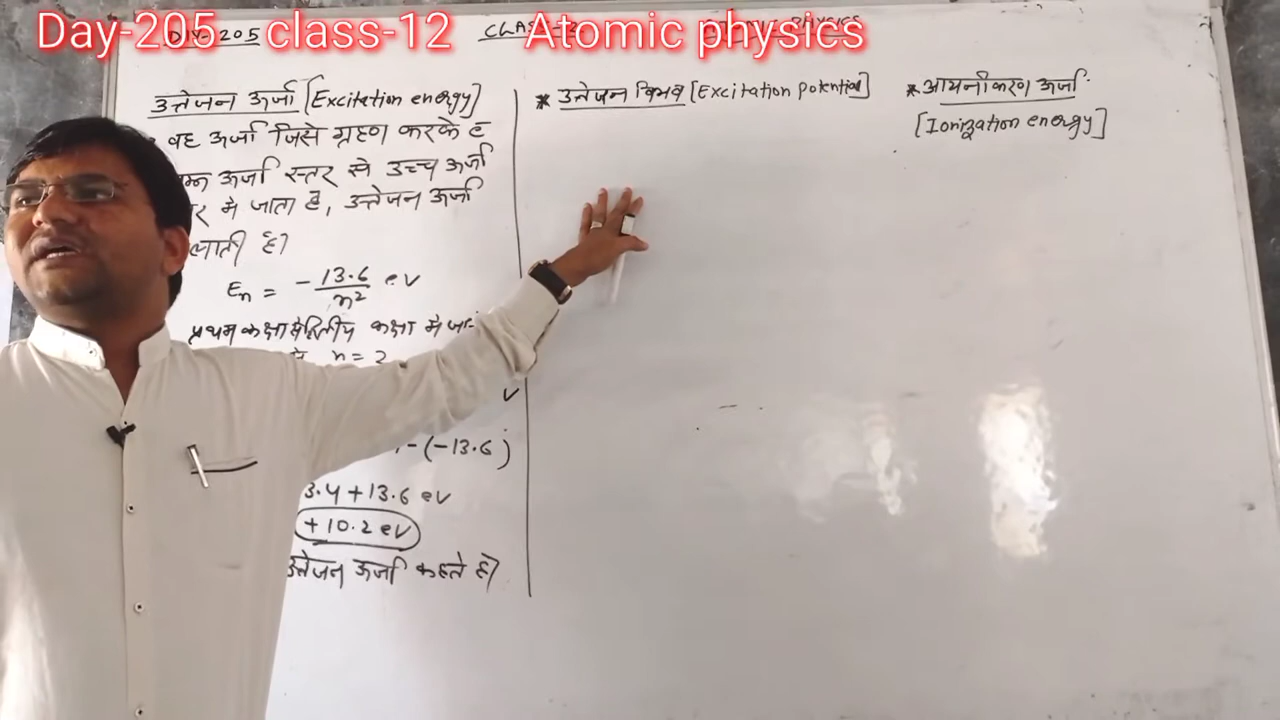 Day-205 class-12 Atomic physics
उत्तेजन ऊर्जा [Excitation energy]
वह ऊर्जा जिसे ग्रहण करके
ऊर्जा स्तर से उच्च ऊर्जा
में जाता है, उत्तेजन ऊर्जा
है।
En = - 13.6/n² eV
प्रथम कक्षा से द्वितीय कक्षा में
n = 2
-(-13.6)
3.4 + 13.6 eV
+10.2 eV
उत्तेजन ऊर्जा कहते है।
* उत्तेजन विभव [Excitation Potential]
* आयनीकरण ऊर्जा
[Ionization energy]